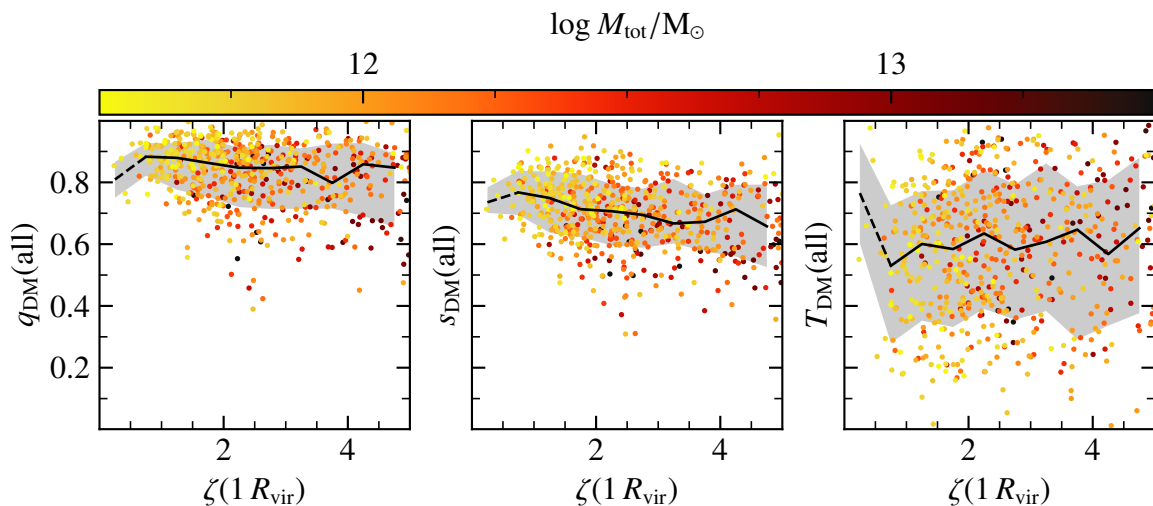 log M_tot/M_⊙
12 13
q_DM(all)
0.8
0.6
0.4
0.2
2 4
ζ(1 R_vir)
s_DM(all)
2 4
ζ(1 R_vir)
T_DM(all)
2 4
ζ(1 R_vir)